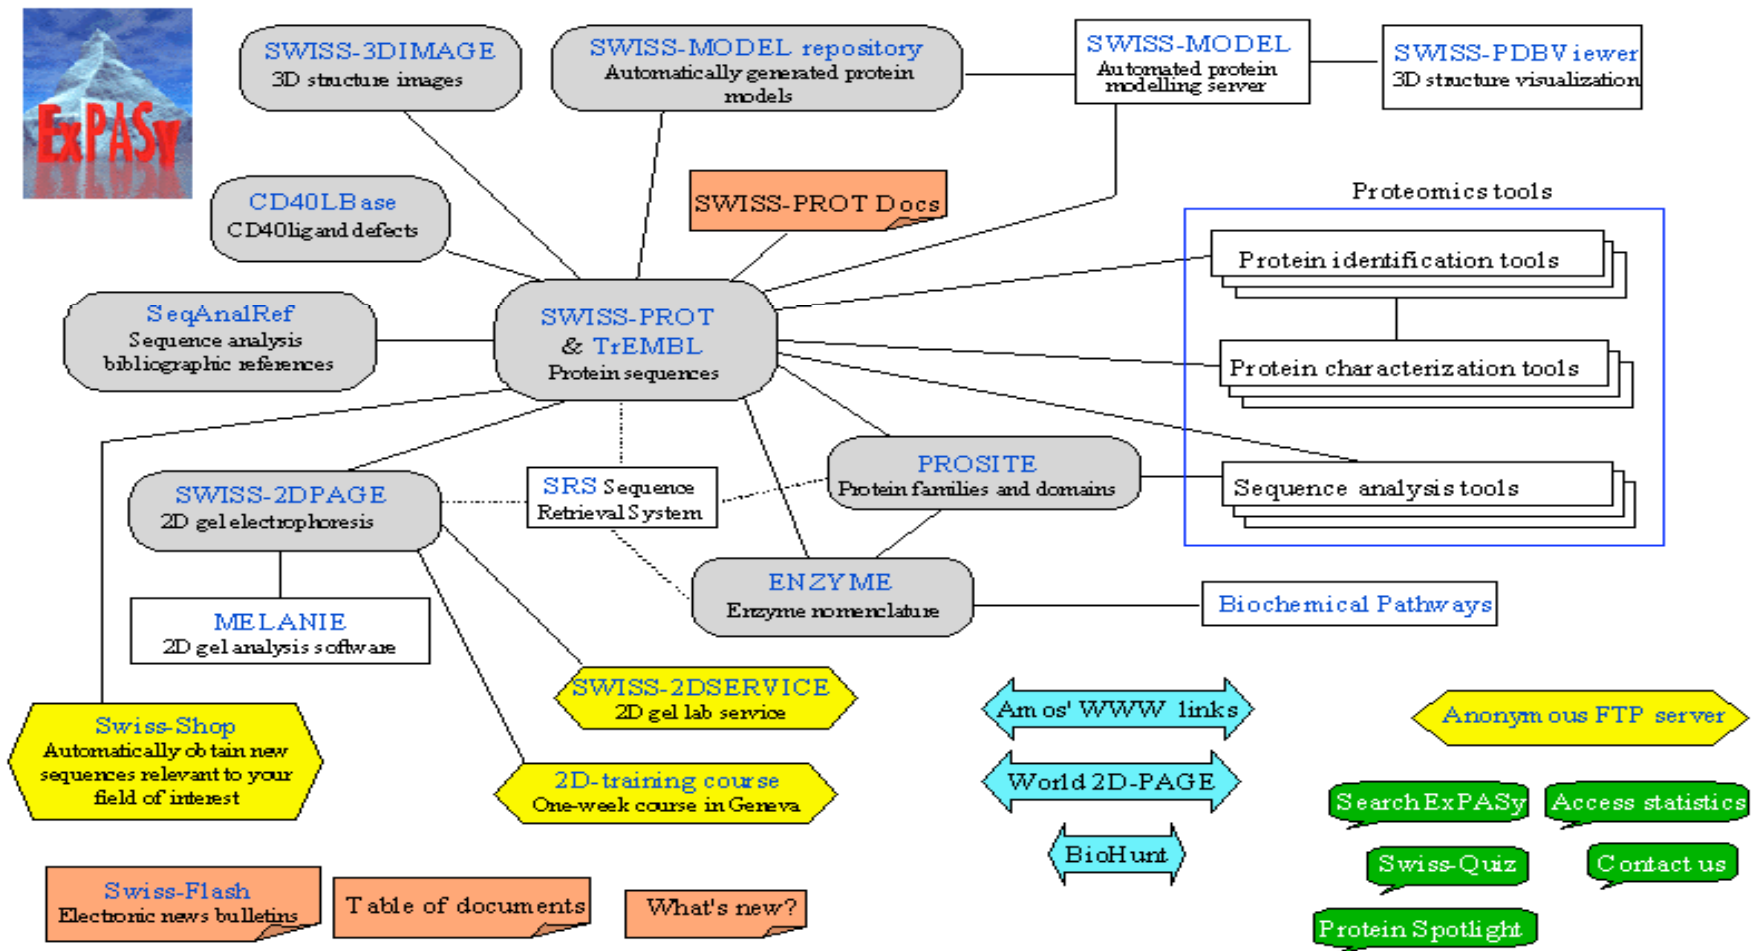 ExPASy
SWISS-3DIMAGE
3D structure images
SWISS-MODEL repository
Automatically generated protein
models
SWISS-MODEL
Automated protein
modelling server
SWISS-PDBViewer
3D structure visualization
CD40LBase
CD40 ligand defects
SWISS-PROT Docs
Proteomics tools
Protein identification tools
SeqAnalRef
Sequence analysis
bibliographic references
SWISS-PROT
& TrEMBL
Protein sequences
Protein characterization tools
SWISS-2DPAGE
2D gel electrophoresis
SRS Sequence
Retrieval System
PROSITE
Protein families and domains
Sequence analysis tools
MELANIE
2D gel analysis software
ENZYME
Enzyme nomenclature
Biochemical Pathways
Swiss-Shop
Automatically obtain new
sequences relevant to your
field of interest
SWISS-2DSERVICE
2D gel lab service
2D-training course
One-week course in Geneva
Amos' WWW links
World 2D-PAGE
BioHunt
Anonymous FTP server
Search ExPASy
Access statistics
Swiss-Quiz
Contact us
Protein Spotlight
Swiss-Flash
Electronic news bulletins
Table of documents
What's new?